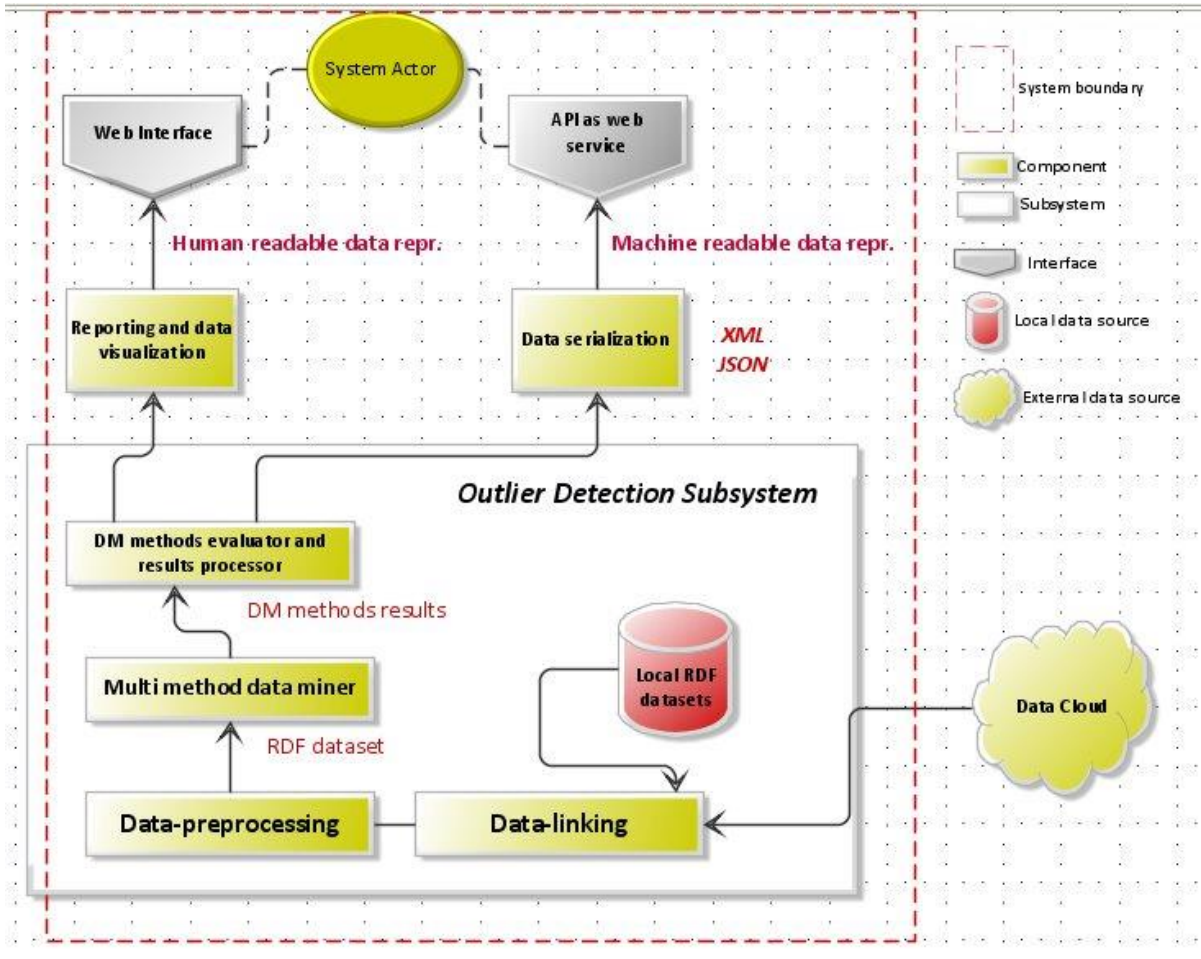 System Actor
Web Interface
API as web
service
Human readable data repr.
Machine readable data repr.
Reporting and data
visualization
Data serialization
XML
JSON
Outlier Detection Subsystem
DM methods evaluator and
results processor
DM methods results
Multi method data miner
RDF dataset
Data-preprocessing
Data-linking
Local RDF
datasets
Data Cloud
System boundary
Component
Subsystem
Interface
Local data source
External data source